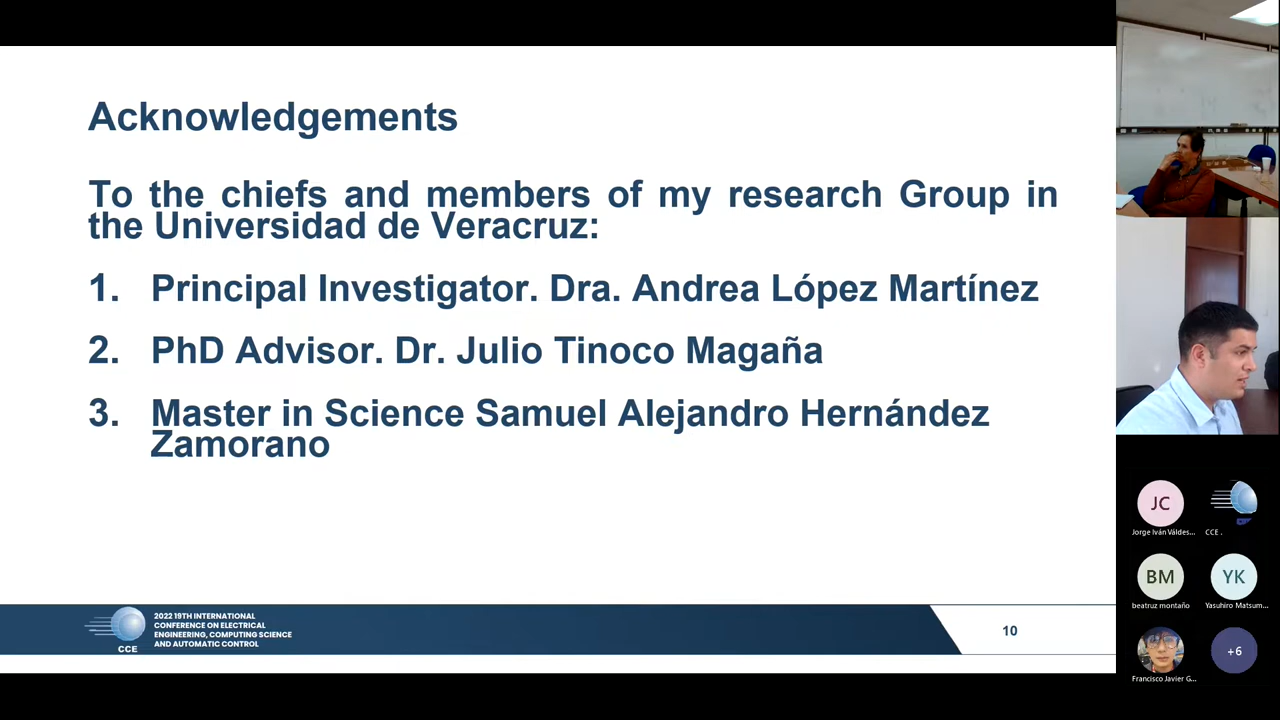 Acknowledgements
To the chiefs and members of my research Group in
the Universidad de Veracruz:
1. Principal Investigator. Dra. Andrea López Martínez
2. PhD Advisor. Dr. Julio Tinoco Magaña
3. Master in Science Samuel Alejandro Hernández
Zamorano
CCE
2022 19TH INTERNATIONAL
CONFERENCE ON ELECTRICAL
ENGINEERING, COMPUTING SCIENCE
AND AUTOMATIC CONTROL
10
JC
Jorge Iván Váldes...
CCE .
BM
beatruz montaño
YK
Yasuhiro Matsum...
Francisco Javier G...
+6